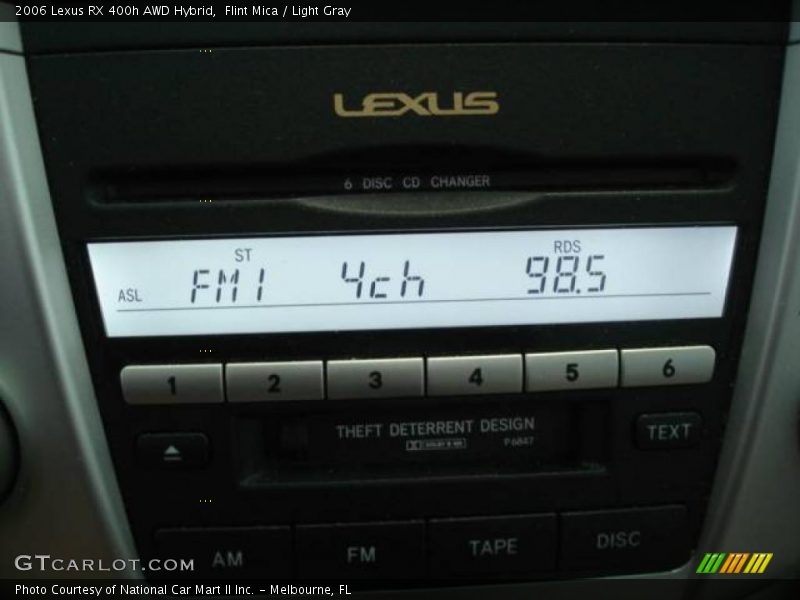 2006 Lexus RX 400h AWD Hybrid,  Flint Mica / Light Gray
LEXUS
6 DISC CD CHANGER
ST RDS
ASL FM1 4ch 98.5
1 2 3 4 5 6
THEFT DETERRENT DESIGN
P6847
TEXT
AM FM TAPE DISC
GTCARLOT.COM
Photo Courtesy of National Car Mart II Inc. - Melbourne, FL